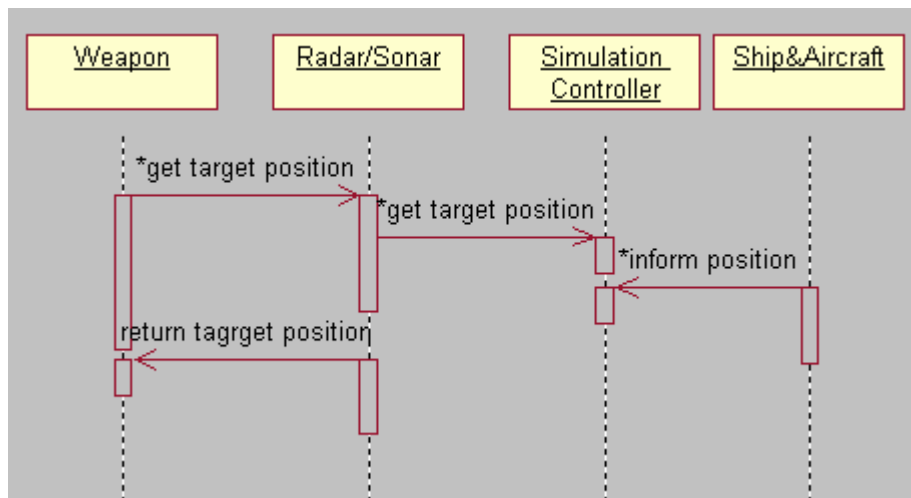 Weapon
Radar/Sonar
Simulation
Controller
Ship&Aircraft
*get target position
*get target position
*inform position
return tagrget position